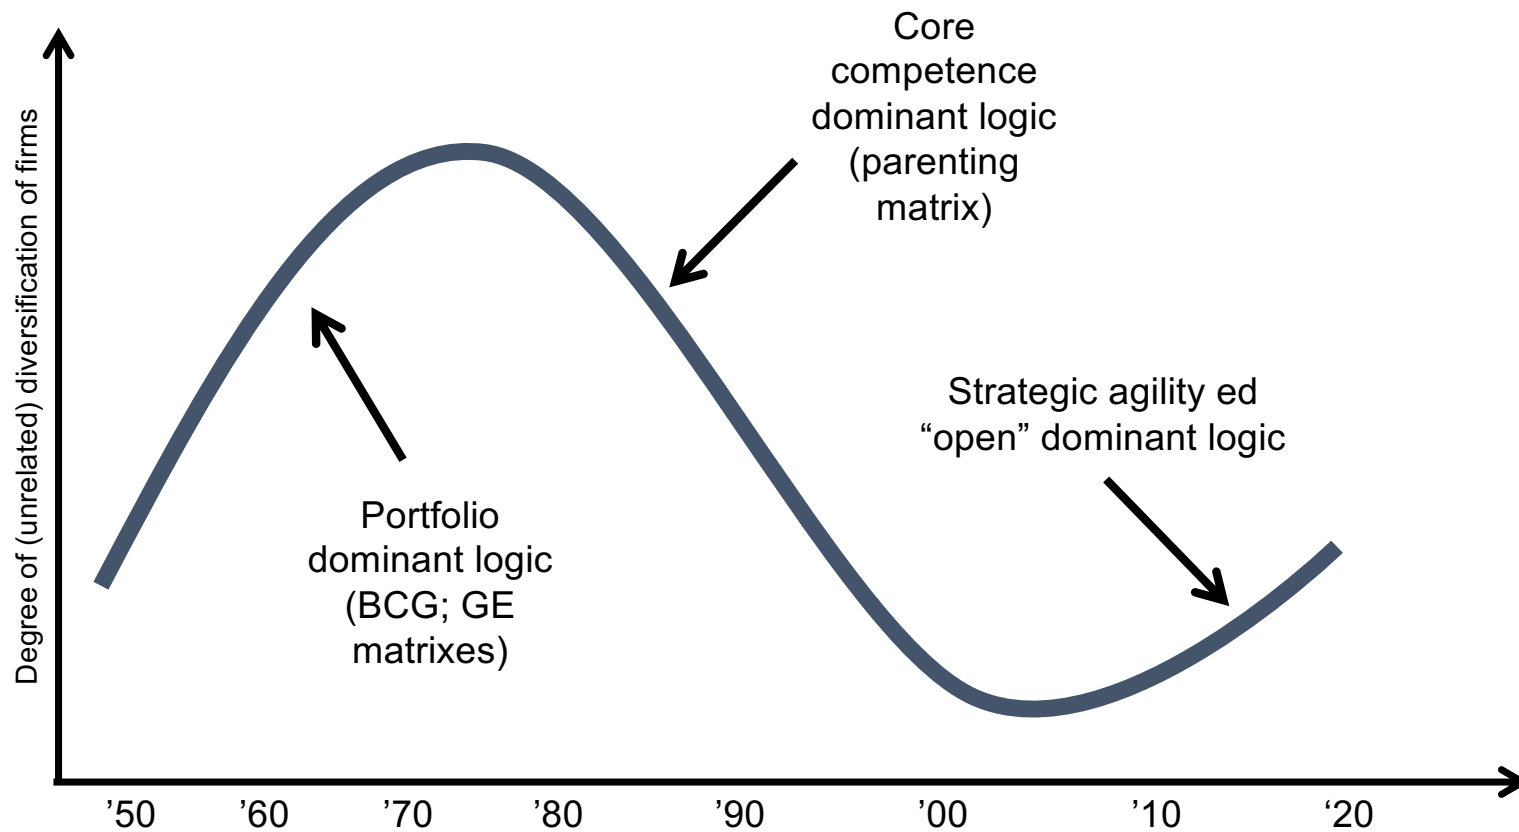 Degree of (unrelated) diversification of firms
Core
competence
dominant logic
(parenting
matrix)
Strategic agility ed
“open” dominant logic
Portfolio
dominant logic
(BCG; GE
matrixes)
’50 ’60 ’70 ’80 ’90 ’00 ’10 ‘20